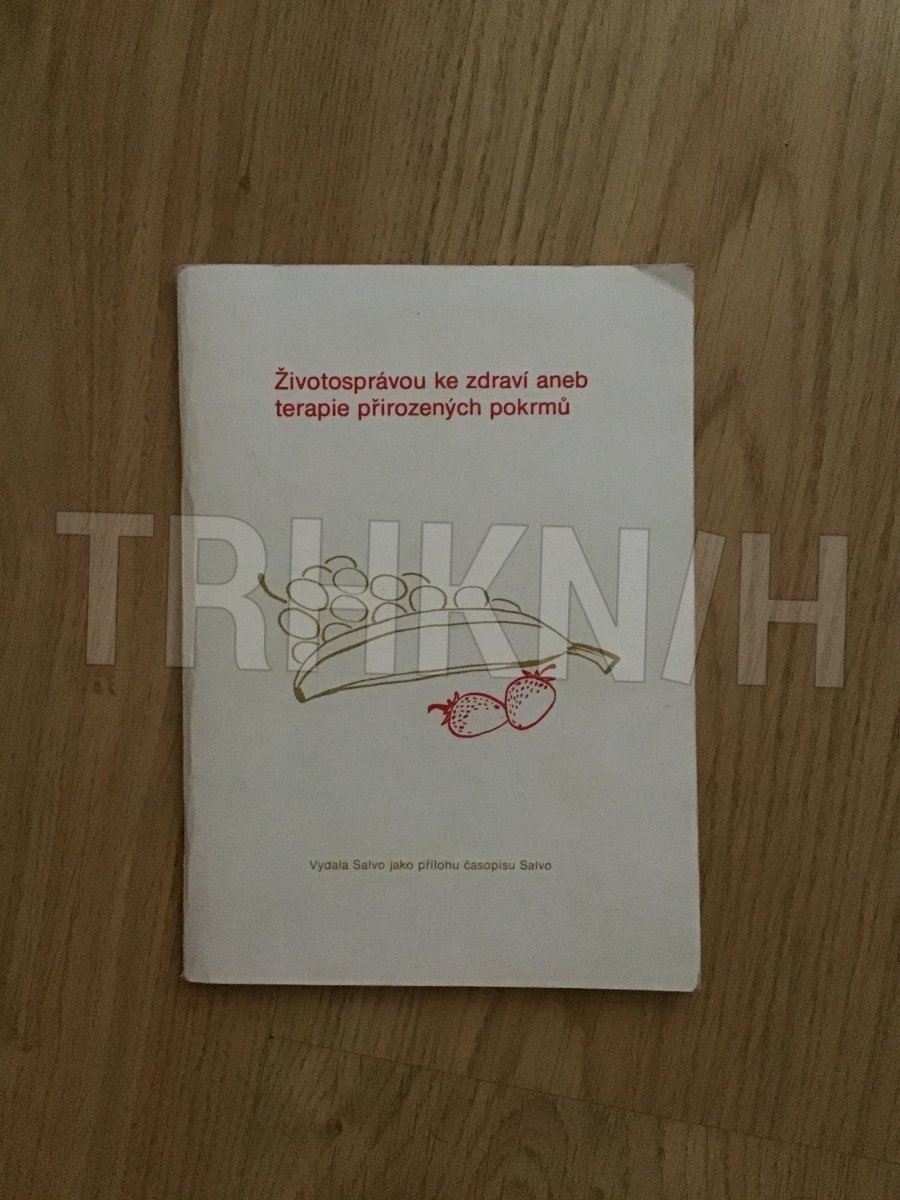 Životosprávou ke zdraví aneb
terapie přirozených pokrmů
TRHKNIH
Vydala Salvo jako přílohu časopisu Salvo